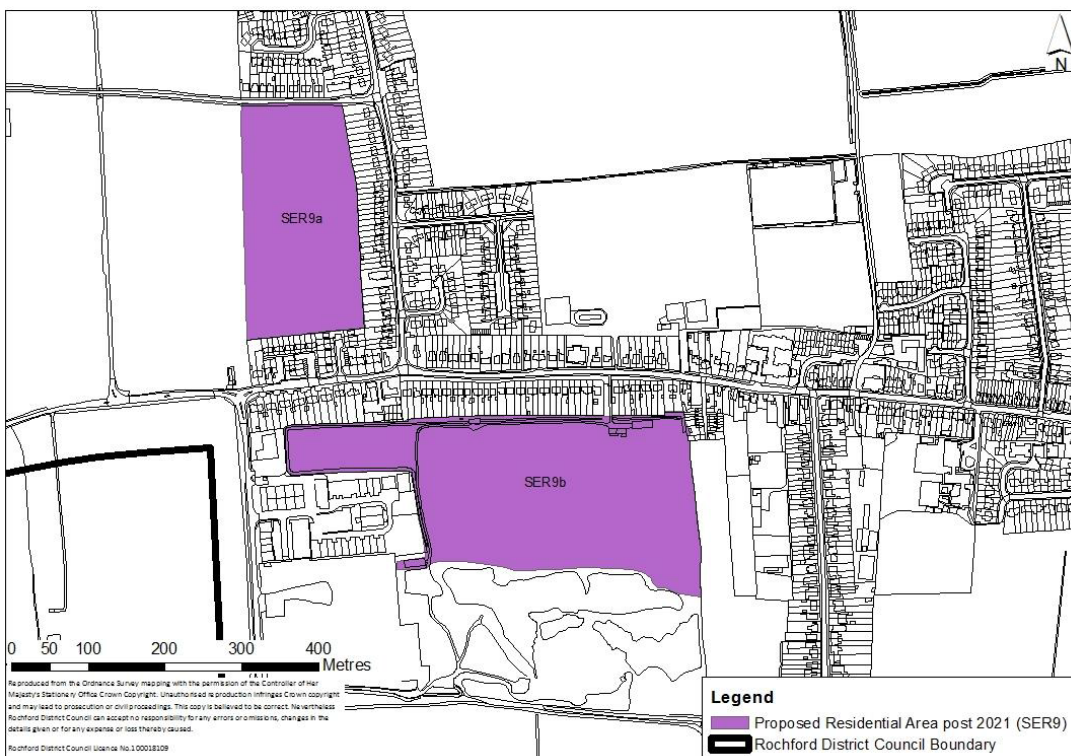 N
SER9a
SER9b
0 50 100 200 300 400
Metres
Reproduced from the Ordnance Survey mapping with the permission of the Controller of Her
Majesty's Stationery Office Crown Copyright. Unauthorised reproduction infringes Crown copyright
and may lead to prosecution or civil proceedings. This copy is believed to be correct. Nevertheless
Rochford District Council can accept no responsibility for any errors or omissions, changes in the
details given or for any expense or loss thereby caused.
Rochford District Council Licence No.100018109
Legend
Proposed Residential Area post 2021 (SER9)
Rochford District Council Boundary